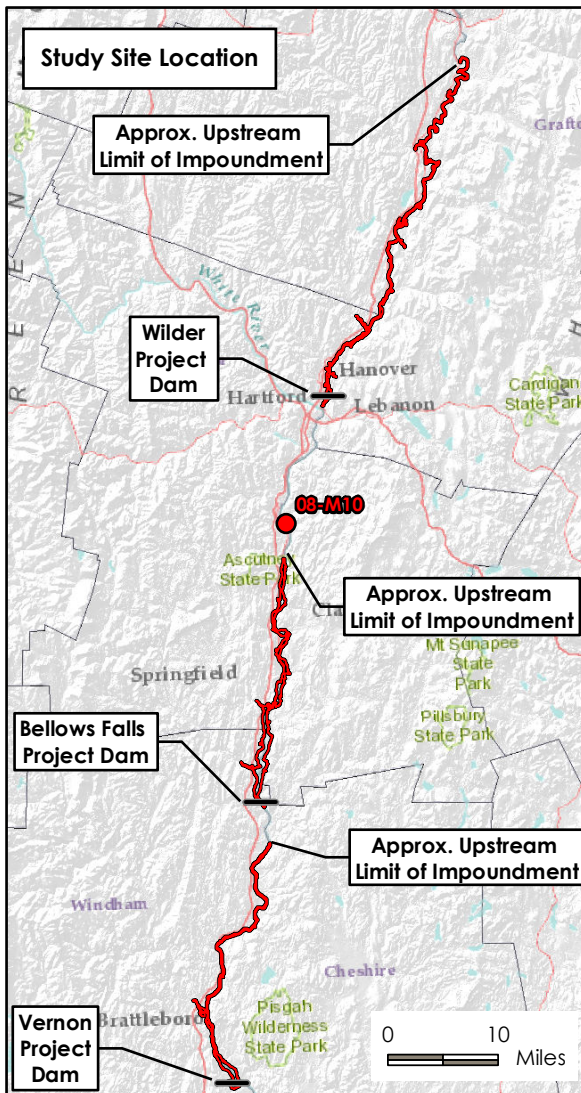 Study Site Location
Approx. Upstream
Limit of Impoundment
Grafto
G R E E N
White River
Wilder
Project
Dam
Hanover
Hartford
Lebanon
Cardigan
State Park
H
08-M10
Ascutney
State Park
Approx. Upstream
Limit of Impoundment
Cla
Mt Sunapee
State
Park
Springfield
Pillsbury
State Park
Bellows Falls
Project Dam
Approx. Upstream
Limit of Impoundment
Windham
Cheshire
Brattleboro
Pisgah
Wilderness
State Park
Vernon
Project
Dam
0 10
Miles